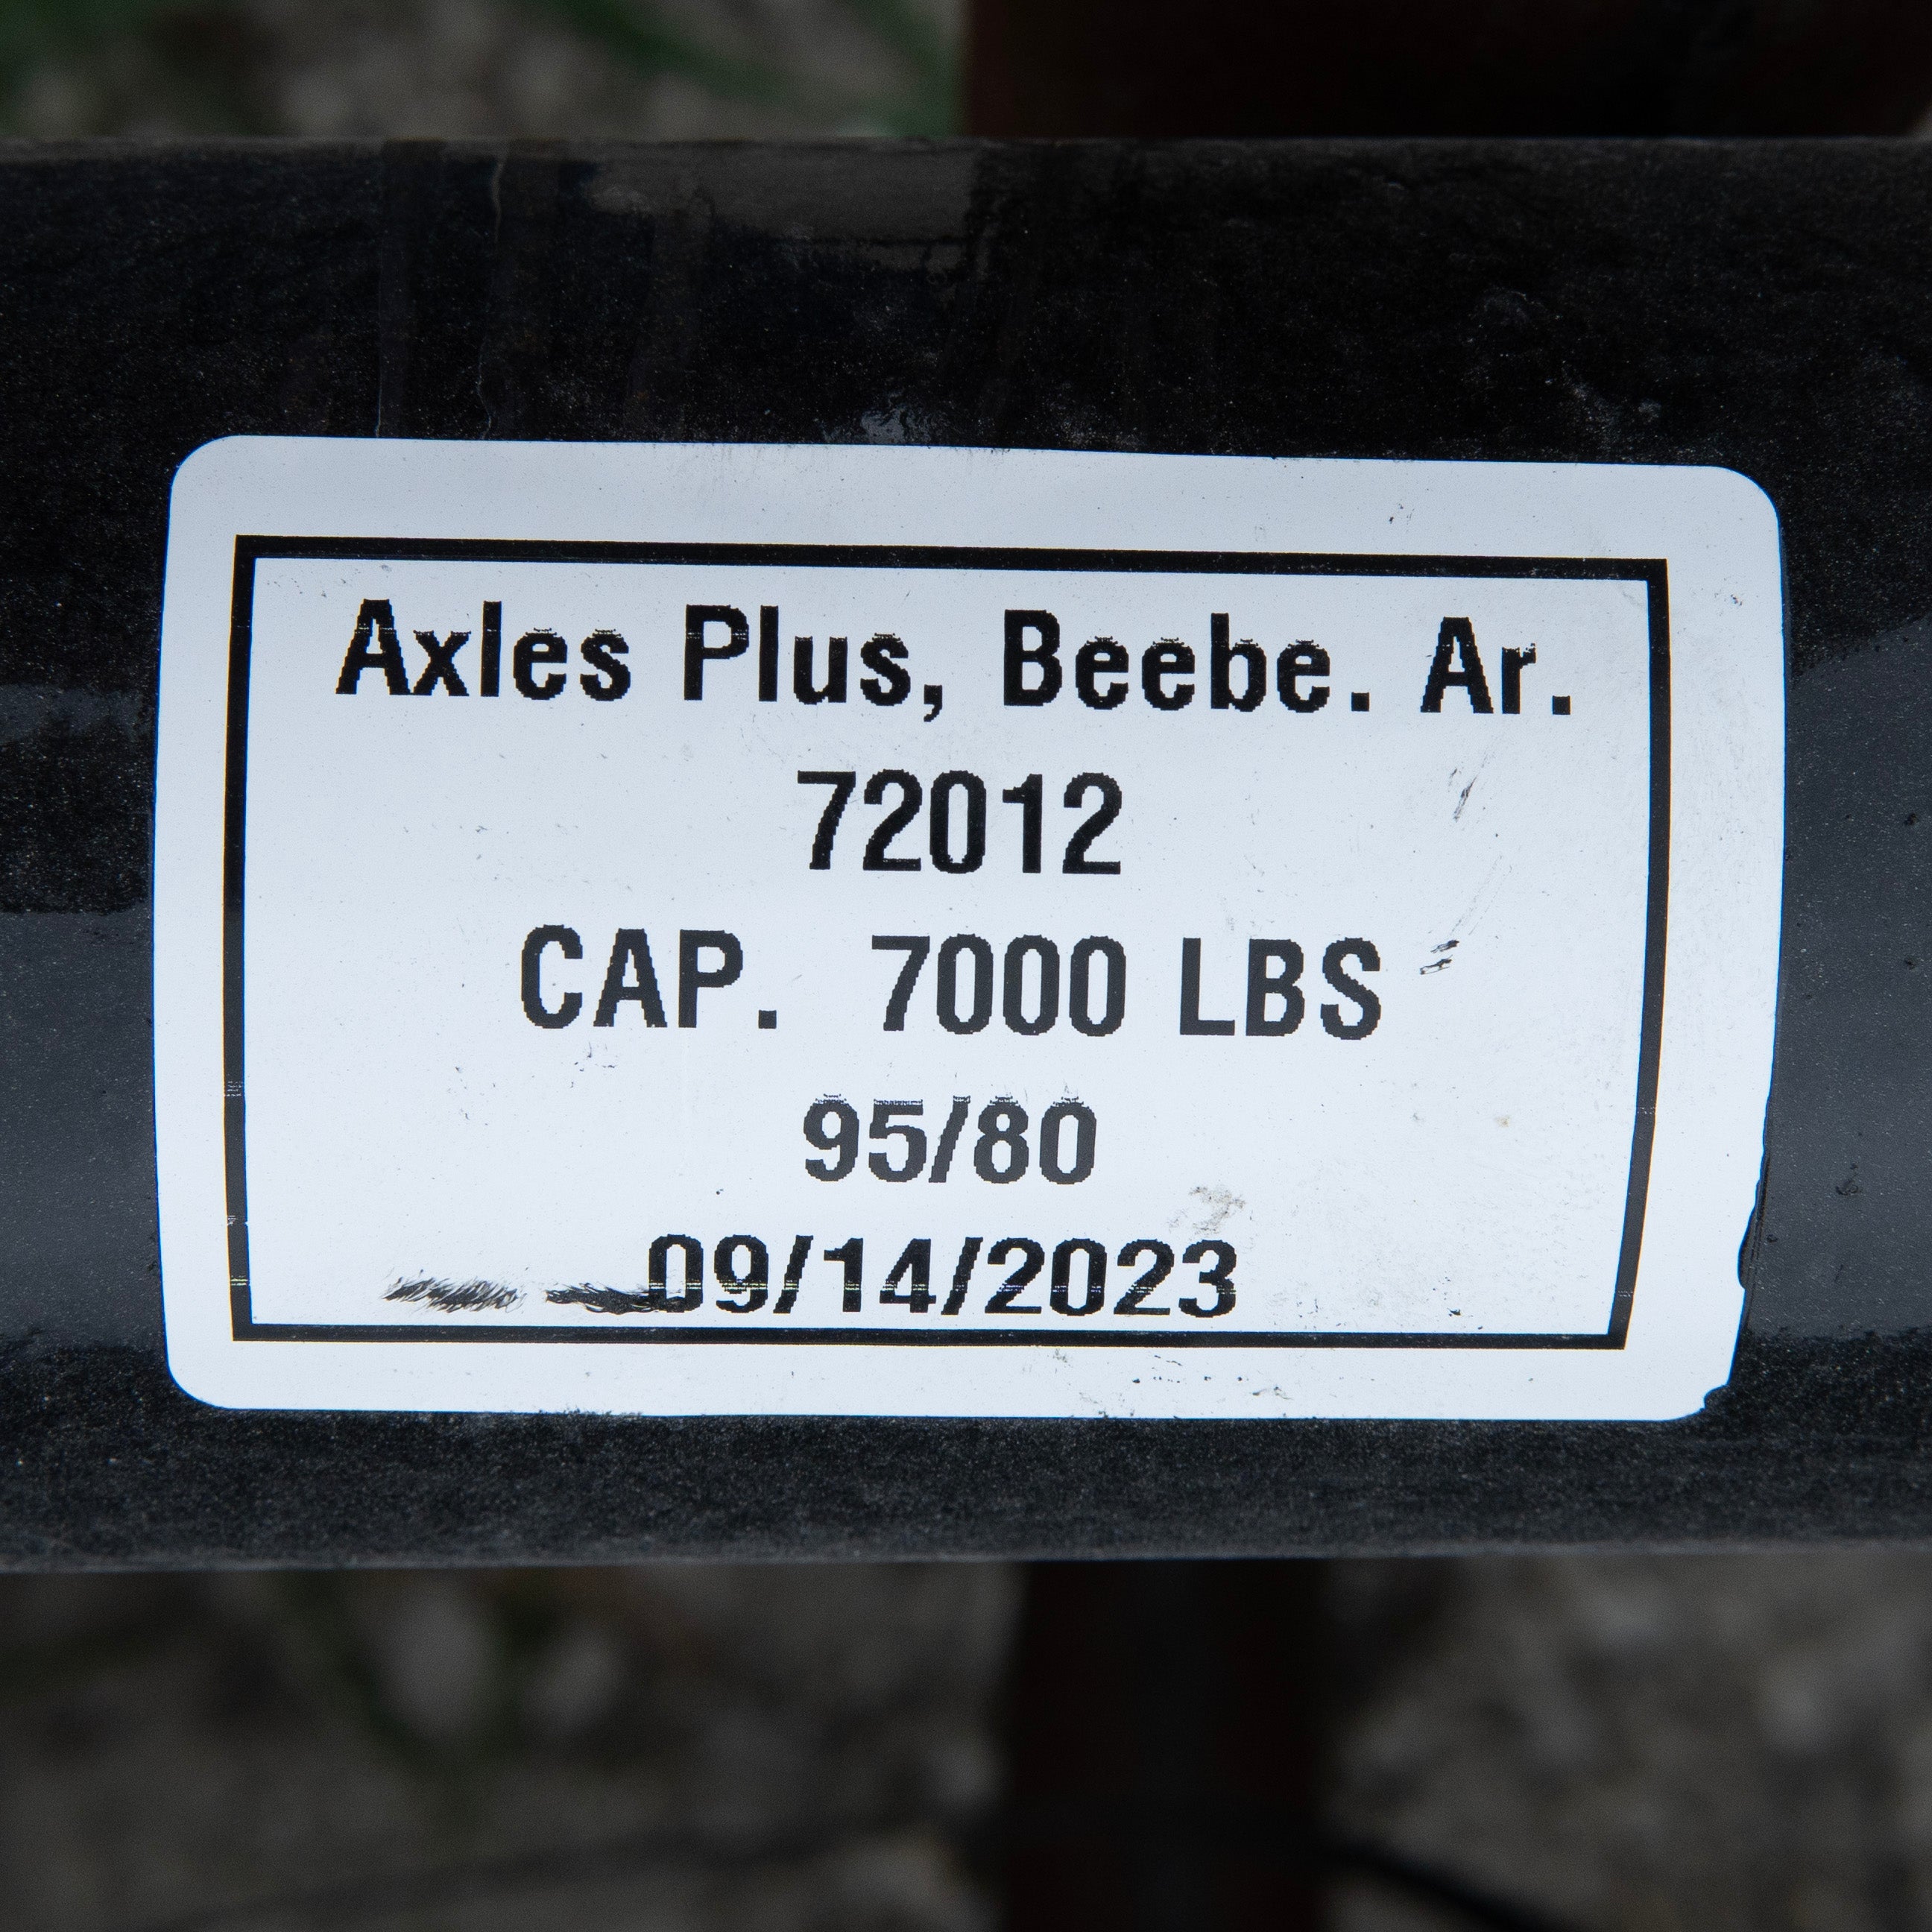 Axles Plus, Beebe. Ar.
72012
CAP. 7000 LBS
95/80
09/14/2023